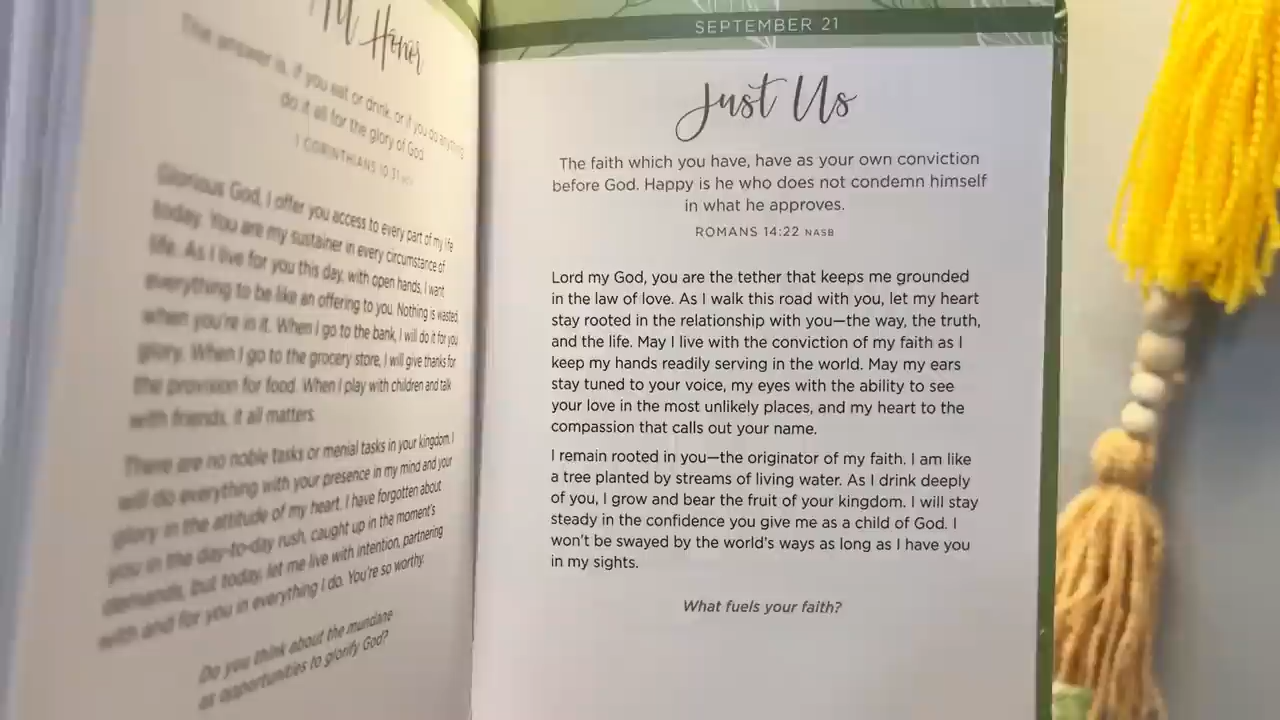 Honor
The answer is, if you eat or drink, or if you do anything,
do it all for the glory of God.
1 CORINTHIANS 10:31
Glorious God, I offer you access to every part of my life
today. You are my sustainer in every circumstance of
life. As I live for you this day, with open hands, I want
everything to be like an offering to you. Nothing is wasted
when you're in it. When I go to the bank, I will do it for you
glory. When I go to the grocery store, I will give thanks for
the provision for food. When I play with children and talk
with friends, it all matters.
There are no noble tasks or menial tasks in your kingdom. I
will do everything with your presence in my mind and your
glory in the attitude of my heart. I have forgotten about
you in the day-to-day rush, caught up in the moment's
demands, but today, let me live with intention, partnering
with and for you in everything I do. You're so worthy.
Do you think about the mundane
as opportunities to glorify God?
SEPTEMBER 21
Just Us
The faith which you have, have as your own conviction
before God. Happy is he who does not condemn himself
in what he approves.
ROMANS 14:22 NASB
Lord my God, you are the tether that keeps me grounded
in the law of love. As I walk this road with you, let my heart
stay rooted in the relationship with you—the way, the truth,
and the life. May I live with the conviction of my faith as I
keep my hands readily serving in the world. May my ears
stay tuned to your voice, my eyes with the ability to see
your love in the most unlikely places, and my heart to the
compassion that calls out your name.
I remain rooted in you—the originator of my faith. I am like
a tree planted by streams of living water. As I drink deeply
of you, I grow and bear the fruit of your kingdom. I will stay
steady in the confidence you give me as a child of God. I
won't be swayed by the world's ways as long as I have you
in my sights.
What fuels your faith?